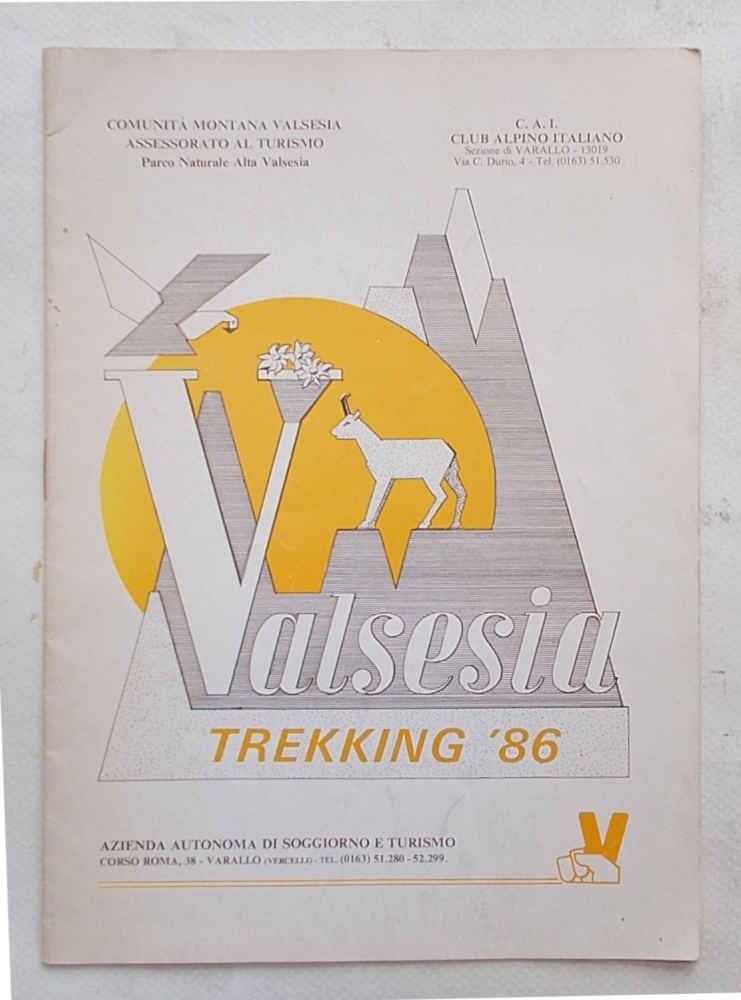 COMUNITÀ MONTANA VALSESIA
ASSESSORATO AL TURISMO
Parco Naturale Alta Valsesia
C. A. I.
CLUB ALPINO ITALIANO
Sezione di VARALLO - 13019
Via C. Durio, 4 - Tel. (0163) 51.530
Valsesia
TREKKING '86
AZIENDA AUTONOMA DI SOGGIORNO E TURISMO
CORSO ROMA, 38 - VARALLO (VERCELLI) - TEL. (0163) 51.280 - 52.299.
V